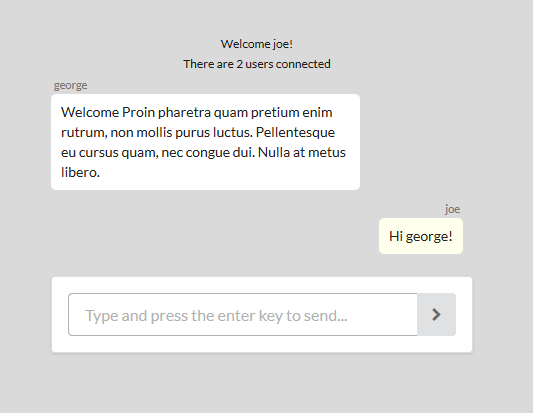 Welcome joe!
There are 2 users connected
george
Welcome Proin pharetra quam pretium enim
rutrum, non mollis purus luctus. Pellentesque
eu cursus quam, nec congue dui. Nulla at metus
libero.
joe
Hi george!
Type and press the enter key to send...